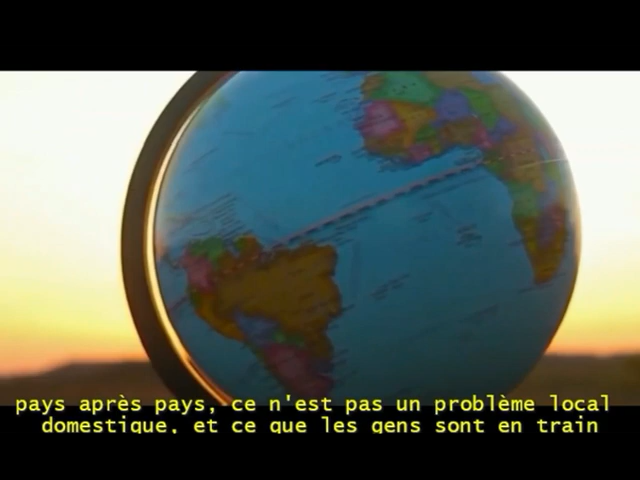 pays après pays, ce n'est pas un problème local
domestique, et ce que les gens sont en train